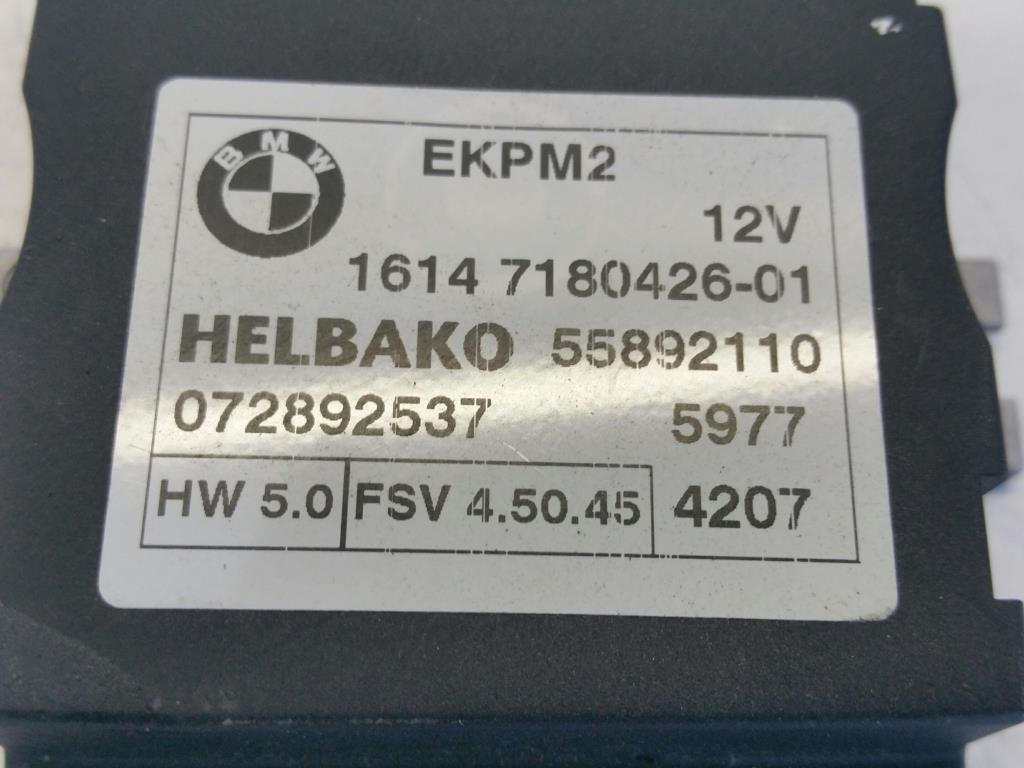 BMW
EKPM2
12V
1614 7180426-01
HELBAKO 55892110
072892537 5977
HW 5.0 FSV 4.50.45 4207